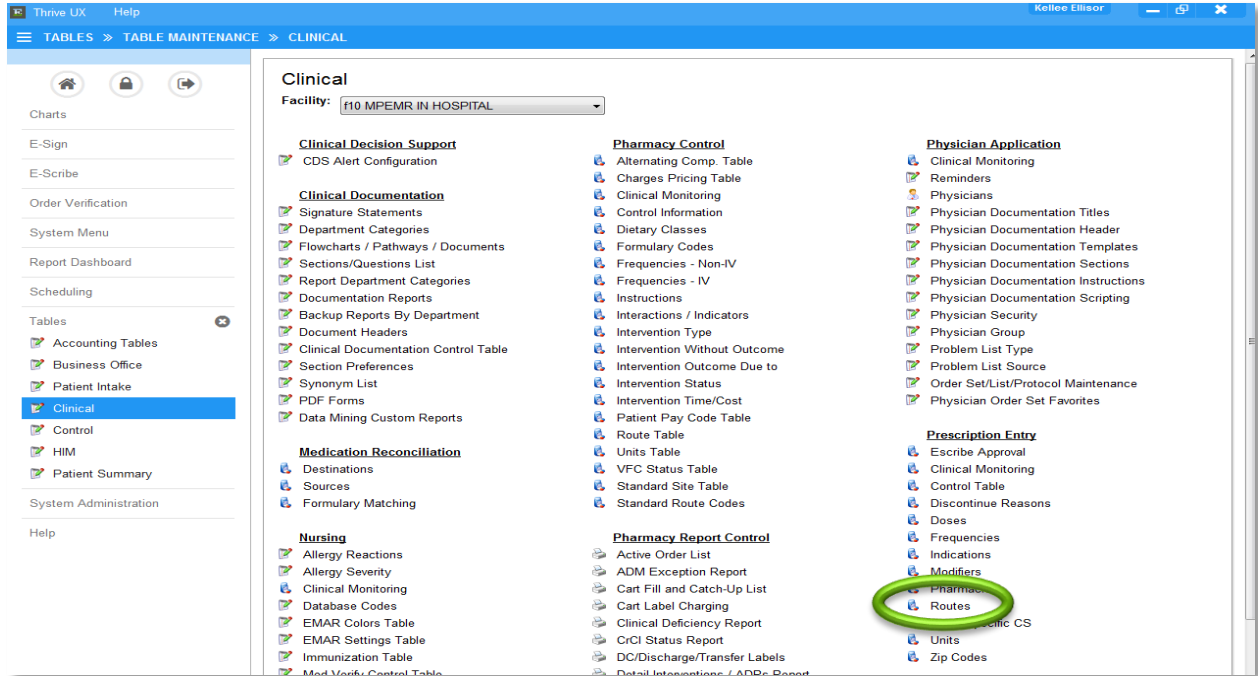 Thrive UX Help
Kellee Ellisor
TABLES » TABLE MAINTENANCE » CLINICAL
Charts
E-Sign
E-Scribe
Order Verification
System Menu
Report Dashboard
Scheduling
Tables
Accounting Tables
Business Office
Patient Intake
Clinical
Control
HIM
Patient Summary
System Administration
Help
Clinical
Facility: f10 MPEMR IN HOSPITAL
Clinical Decision Support
CDS Alert Configuration
Clinical Documentation
Signature Statements
Department Categories
Flowcharts / Pathways / Documents
Sections/Questions List
Report Department Categories
Documentation Reports
Backup Reports By Department
Document Headers
Clinical Documentation Control Table
Section Preferences
Synonym List
PDF Forms
Data Mining Custom Reports
Medication Reconciliation
Destinations
Sources
Formulary Matching
Nursing
Allergy Reactions
Allergy Severity
Clinical Monitoring
Database Codes
EMAR Colors Table
EMAR Settings Table
Immunization Table
Med Verify Control Table
Pharmacy Control
Alternating Comp. Table
Charges Pricing Table
Clinical Monitoring
Control Information
Dietary Classes
Formulary Codes
Frequencies - Non-IV
Frequencies - IV
Instructions
Interactions / Indicators
Intervention Type
Intervention Without Outcome
Intervention Outcome Due to
Intervention Status
Intervention Time/Cost
Patient Pay Code Table
Route Table
Units Table
VFC Status Table
Standard Site Table
Standard Route Codes
Pharmacy Report Control
Active Order List
ADM Exception Report
Cart Fill and Catch-Up List
Cart Label Charging
Clinical Deficiency Report
CrCl Status Report
DC/Discharge/Transfer Labels
Detail Interventions / ADRs Report
Physician Application
Clinical Monitoring
Reminders
Physicians
Physician Documentation Titles
Physician Documentation Header
Physician Documentation Templates
Physician Documentation Sections
Physician Documentation Instructions
Physician Documentation Scripting
Physician Security
Physician Group
Problem List Type
Problem List Source
Order Set/List/Protocol Maintenance
Physician Order Set Favorites
Prescription Entry
Escribe Approval
Clinical Monitoring
Control Table
Discontinue Reasons
Doses
Frequencies
Indications
Modifiers
Routes
CS
Units
Zip Codes